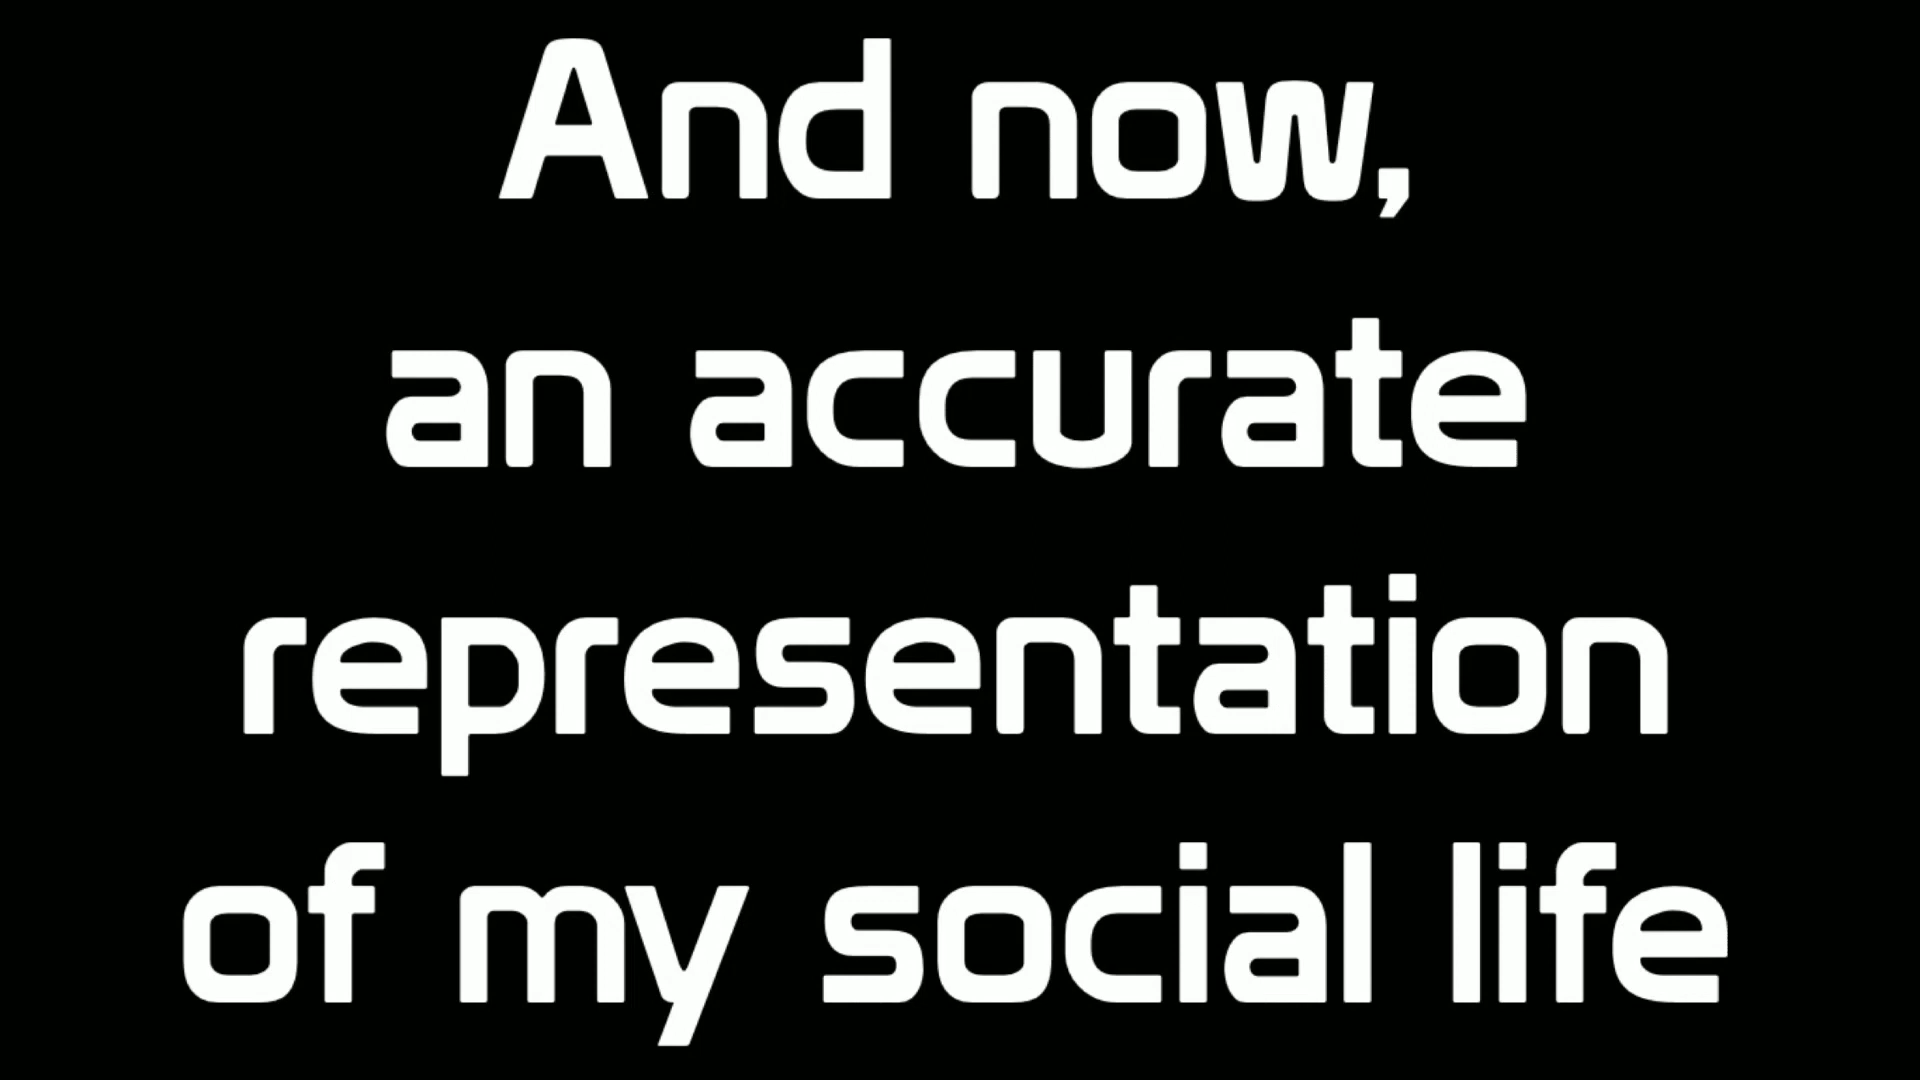 And now,
an accurate
representation
of my social life